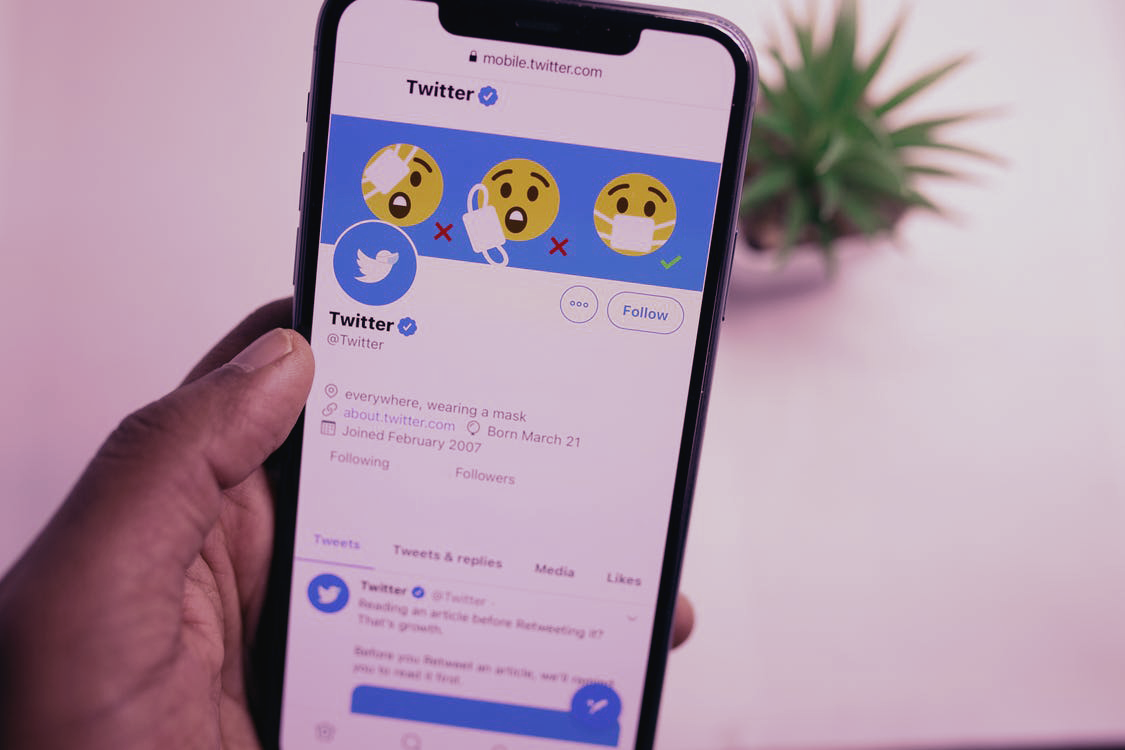 mobile.twitter.com
Twitter
Follow
Twitter
@Twitter
everywhere, wearing a mask
about.twitter.com Born March 21
Joined February 2007
Following Followers
Tweets Tweets & replies Media Likes
Twitter @Twitter
Reading an article before Retweeting it?
That's growth.
Before you Retweet an article, we'll remind
you to read it first.